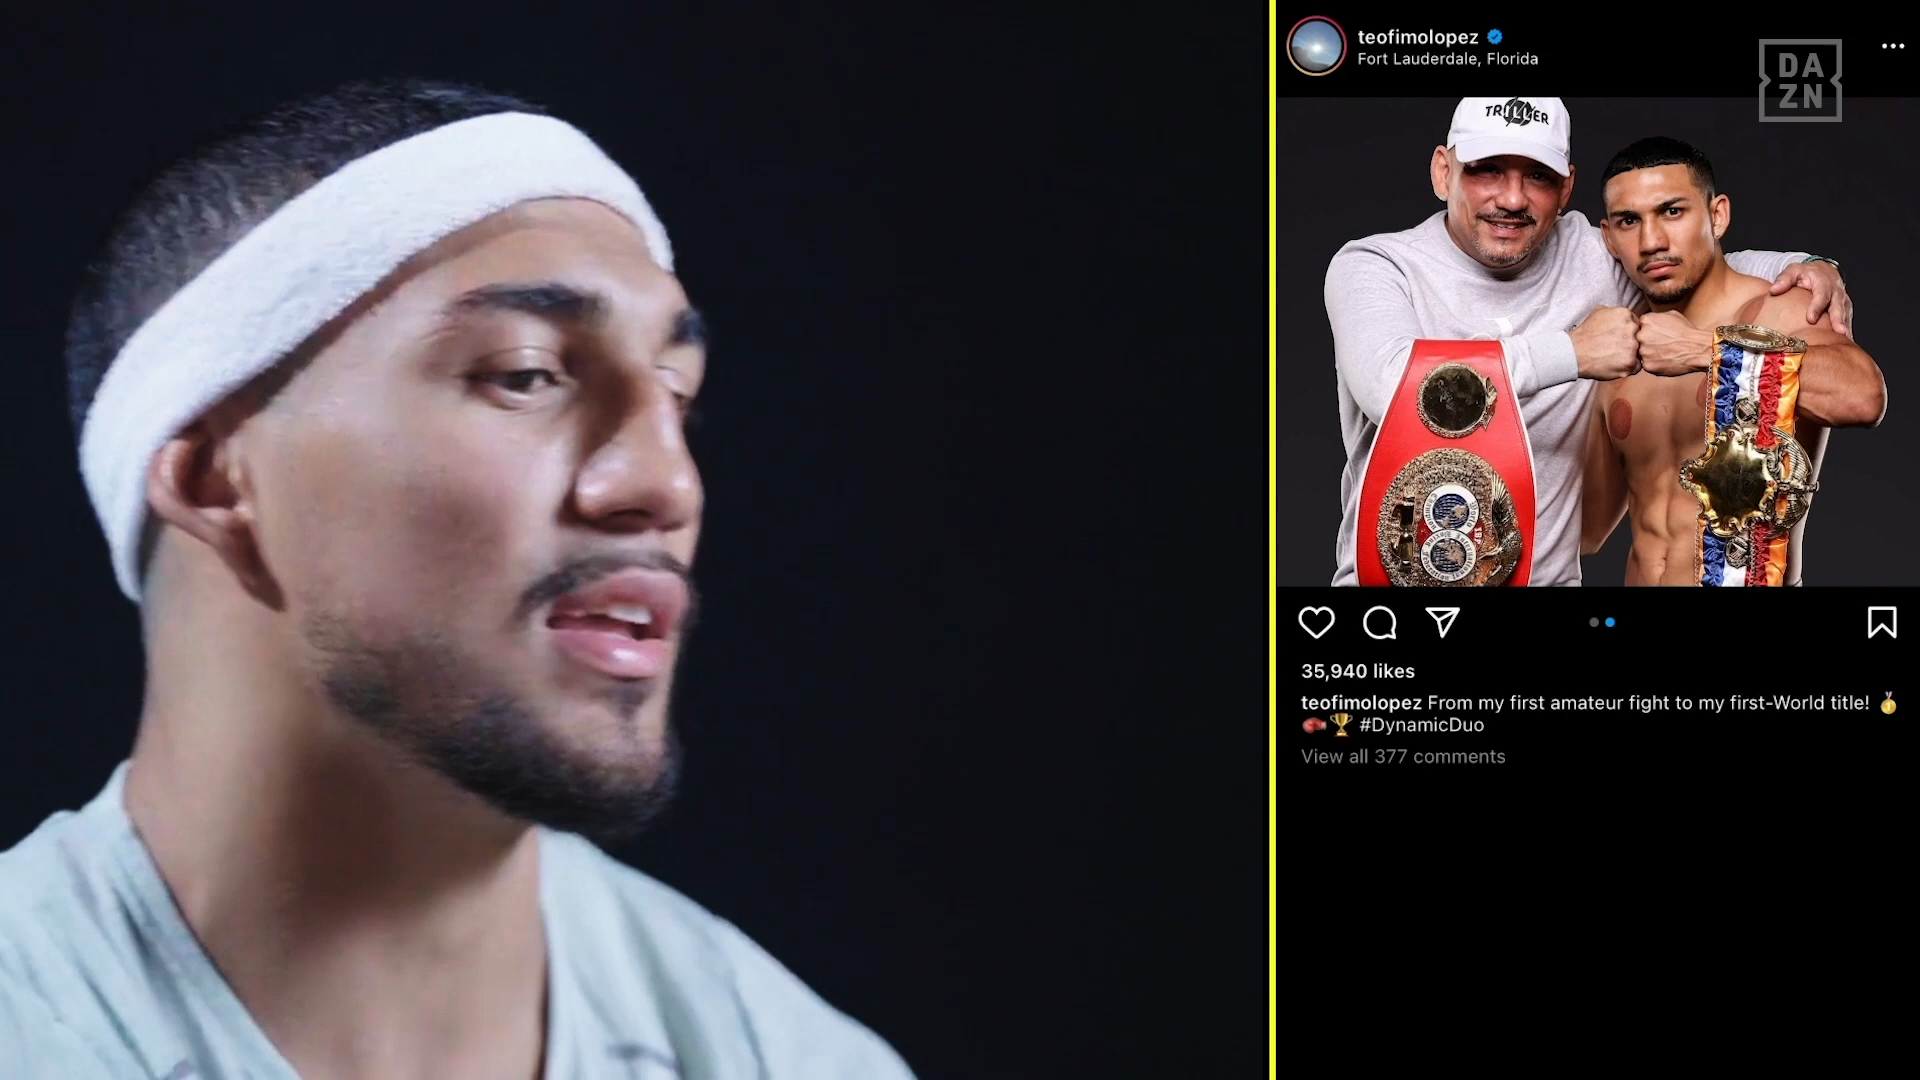 teofimolopez
Fort Lauderdale, Florida
DA
ZN
TRILLER
35,940 likes
teofimolopez From my first amateur fight to my first-World title! 🥇
🥊🏆 #DynamicDuo
View all 377 comments